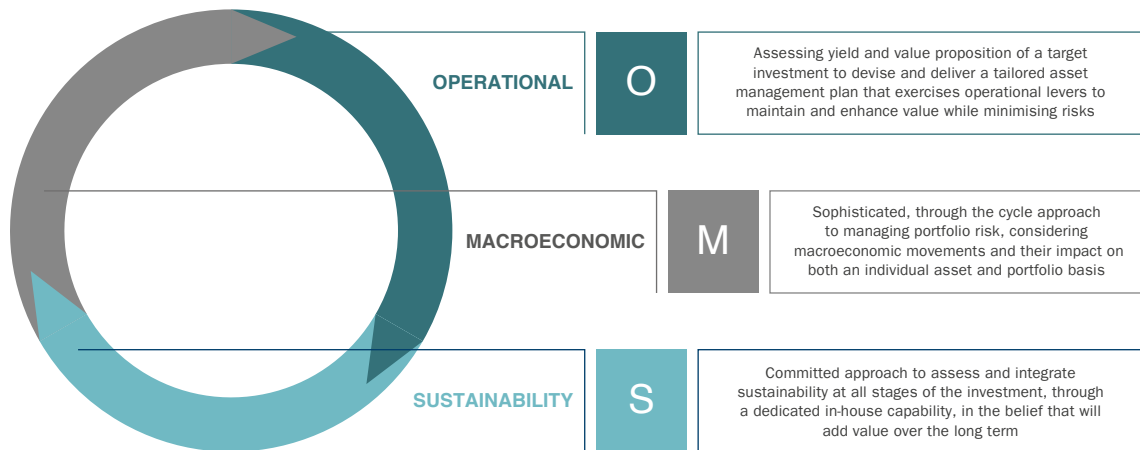 OPERATIONAL
O
Assessing yield and value proposition of a target
investment to devise and deliver a tailored asset
management plan that exercises operational levers to
maintain and enhance value while minimising risks
MACROECONOMIC
M
Sophisticated, through the cycle approach
to managing portfolio risk, considering
macroeconomic movements and their impact on
both an individual asset and portfolio basis
SUSTAINABILITY
S
Committed approach to assess and integrate
sustainability at all stages of the investment, through
a dedicated in-house capability, in the belief that will
add value over the long term